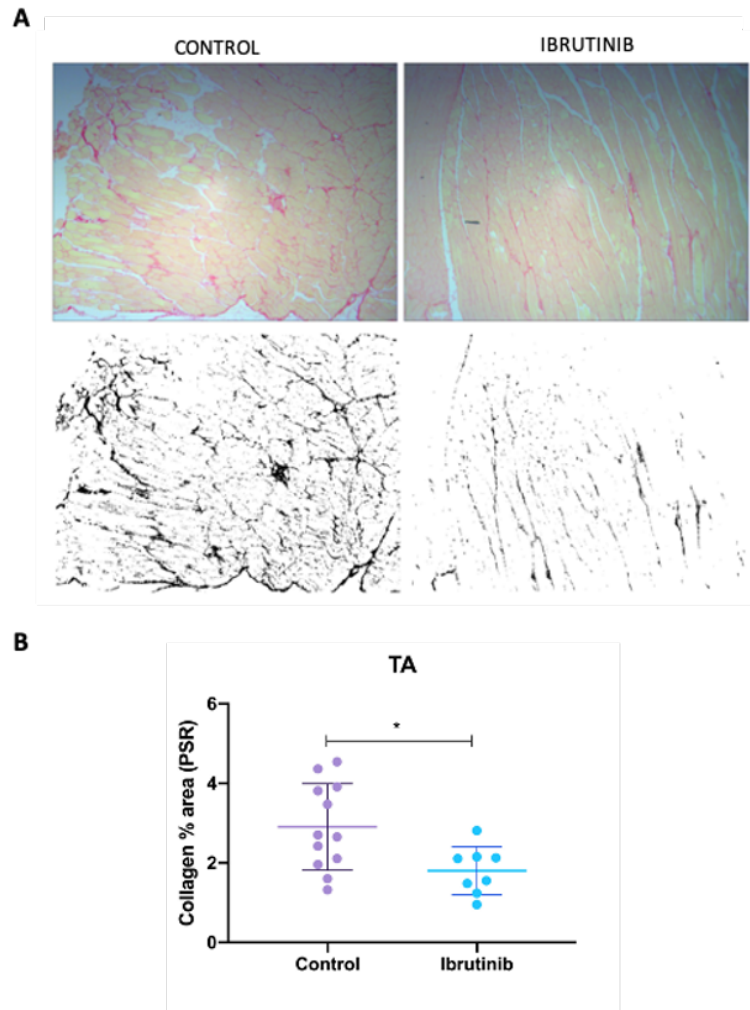 A
CONTROL
IBRUTINIB
B
TA
Collagen % area (PSR)
6
4
2
0
*
Control
Ibrutinib